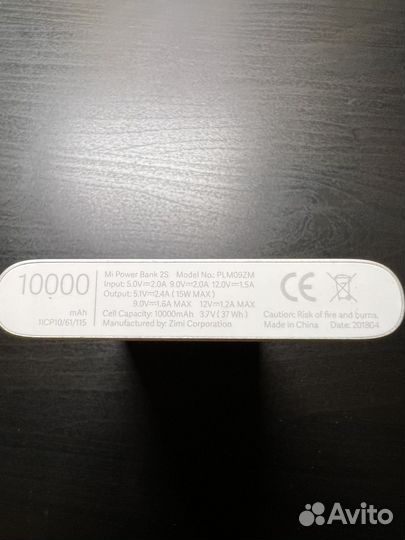 10000
mAh
1ICP10/61/115
Mi Power Bank 2S Model No.: PLM09ZM
Input: 5.0V⎓2.0A 9.0V⎓2.0A 12.0V⎓1.5A
Output: 5.1V⎓2.4A (15W MAX)
9.0V⎓1.6A MAX 12V⎓1.2A MAX
Cell Capacity: 10000mAh 3.7V (37 Wh)
Manufactured by: Zimi Corporation
CE
Caution: Risk of fire and burns.
Made in China Date: 201804
Avito